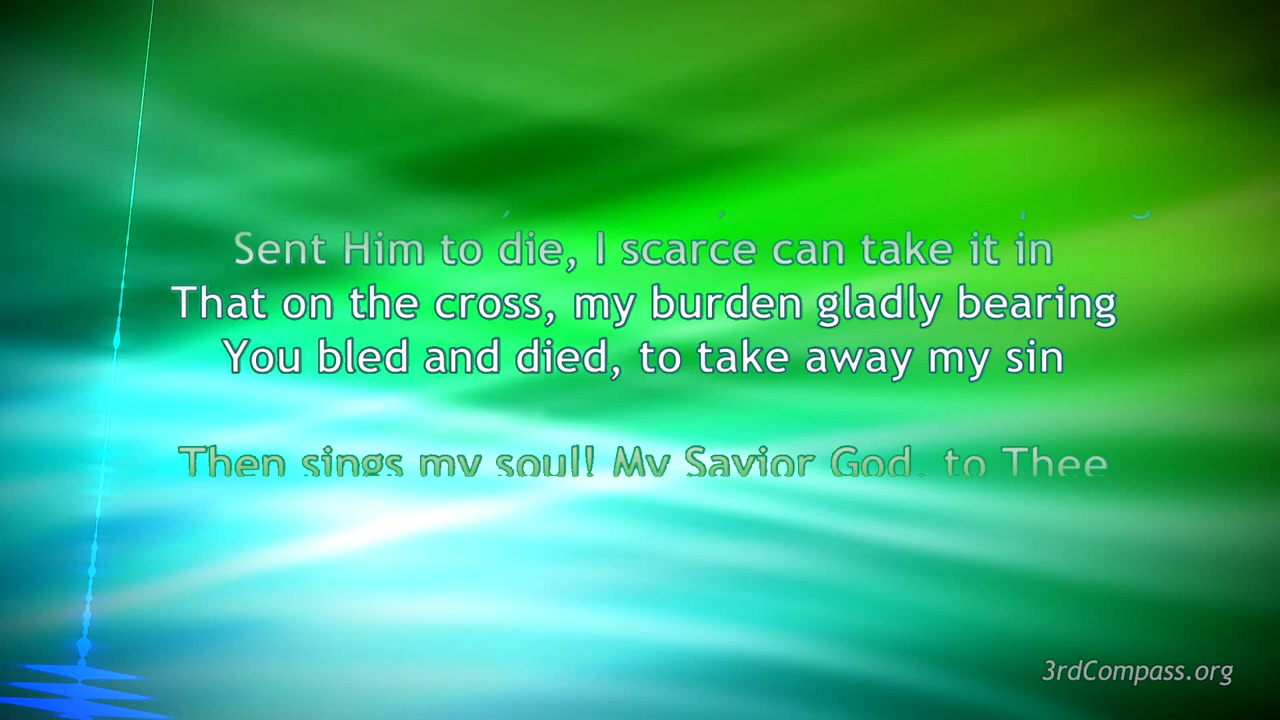 Sent Him to die, I scarce can take it in
That on the cross, my burden gladly bearing
You bled and died, to take away my sin
Then sings my soul! My Savior God, to Thee
3rdCompass.org